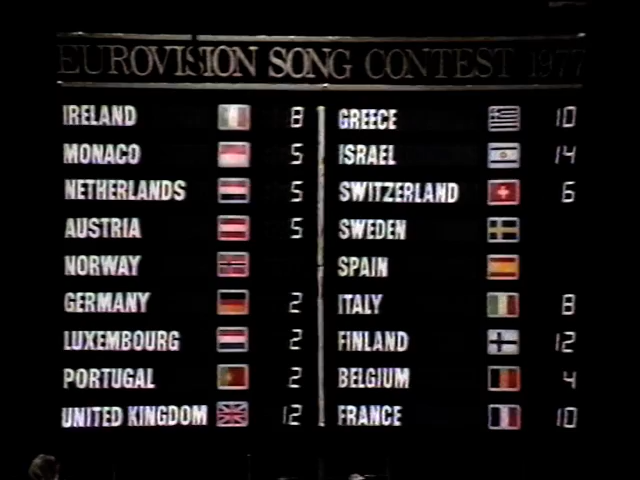 EUROVISION SONG CONTEST 1977
IRELAND 8
MONACO 5
NETHERLANDS 5
AUSTRIA 5
NORWAY
GERMANY 2
LUXEMBOURG 2
PORTUGAL 2
UNITED KINGDOM 12
GREECE 10
ISRAEL 14
SWITZERLAND 6
SWEDEN
SPAIN
ITALY 8
FINLAND 12
BELGIUM 4
FRANCE 10